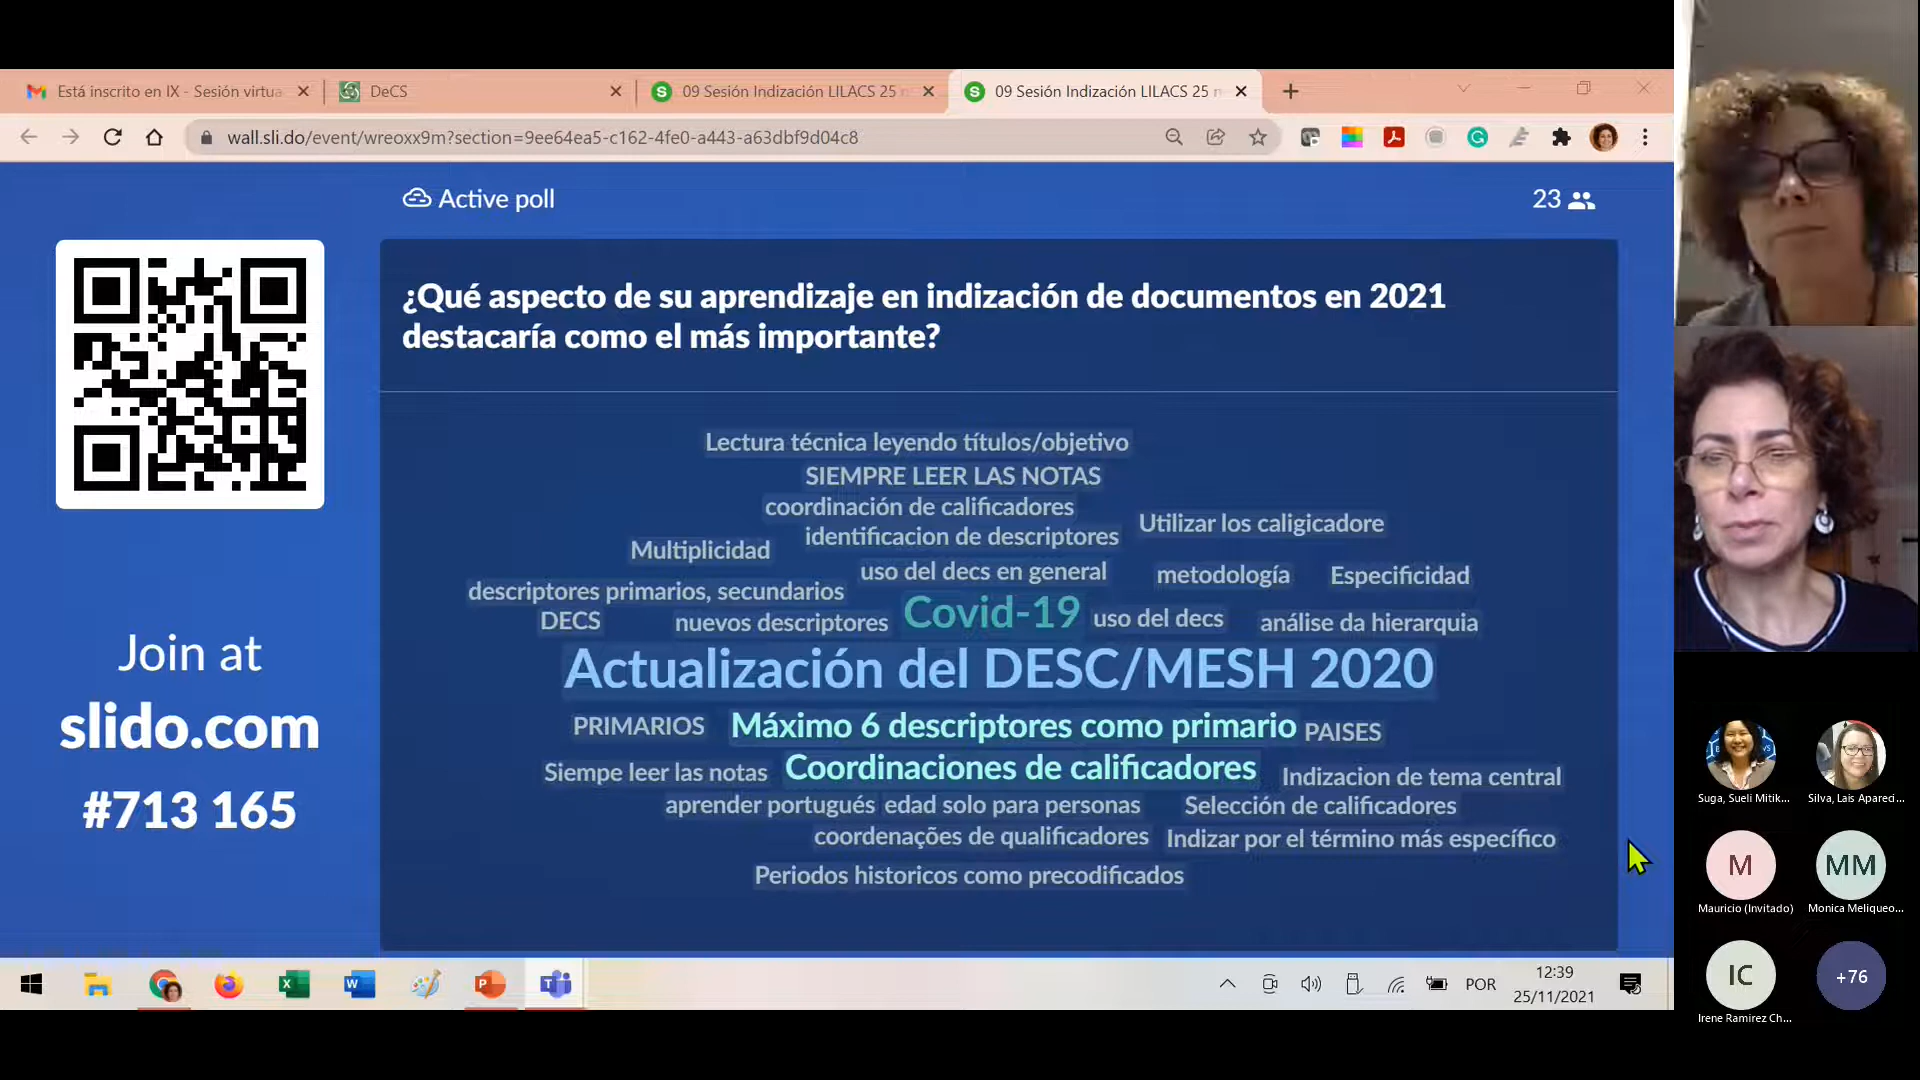 Está inscrito en IX - Sesión virtua
DeCS
09 Sesión Indización LILACS 25
09 Sesión Indización LILACS 25
wall.sli.do/event/wreoxx9m?section=9ee64ea5-c162-4fe0-a443-a63dbf9d04c8
Active poll
23
¿Qué aspecto de su aprendizaje en indización de documentos en 2021
destacaría como el más importante?
Lectura técnica leyendo títulos/objetivo
SIEMPRE LEER LAS NOTAS
coordinación de calificadores
Utilizar los caligicadore
identificacion de descriptores
Multiplicidad
uso del decs en general
metodología
Especificidad
descriptores primarios, secundarios
Covid-19
DECS
nuevos descriptores
uso del decs
análise da hierarquia
Actualización del DESC/MESH 2020
PRIMARIOS
Máximo 6 descriptores como primario
PAISES
Siempe leer las notas
Coordinaciones de calificadores
Indizacion de tema central
aprender portugués
edad solo para personas
Selección de calificadores
coordenações de qualificadores
Indizar por el término más específico
Periodos historicos como precodificados
Join at
slido.com
#713 165
Suga, Sueli Mitik...
Silva, Lais Apareci...
M
MM
Mauricio (Invitado)
Monica Meliqueo...
IC
+76
Irene Ramirez Ch...
POR
12:39
25/11/2021